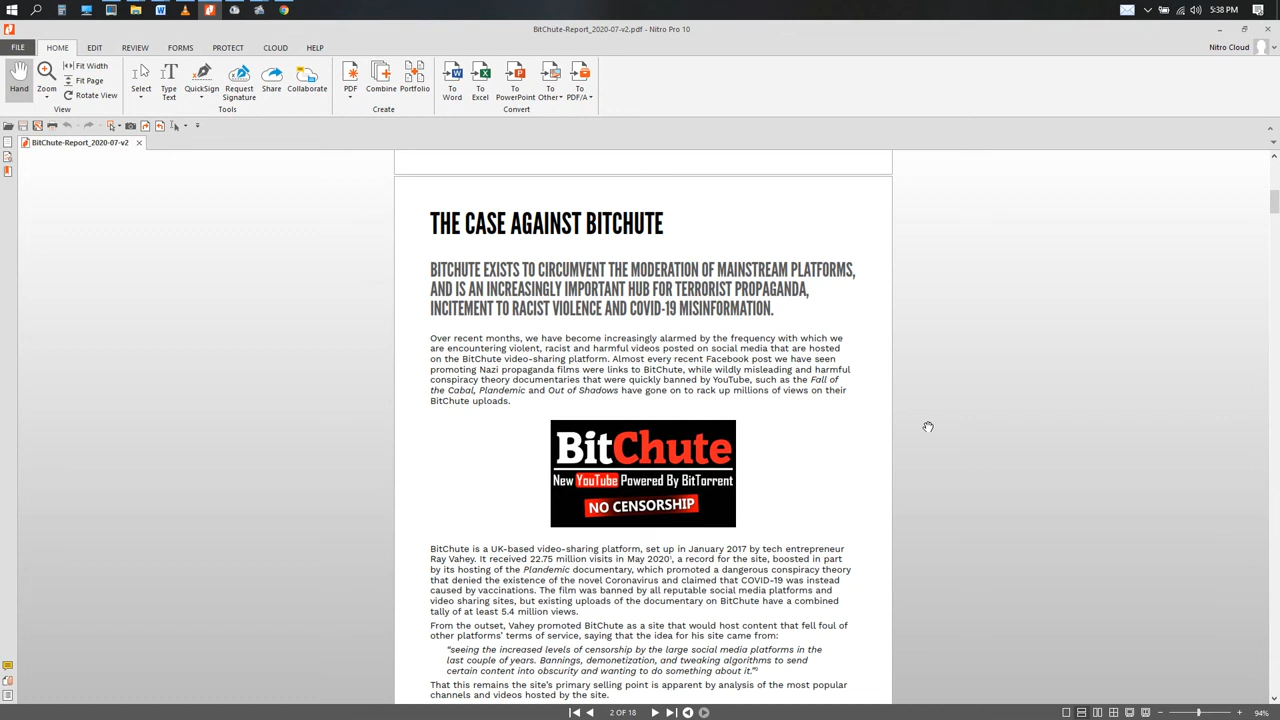 5:38 PM
BitChute-Report_2020-07-v2.pdf - Nitro Pro 10
FILE HOME EDIT REVIEW FORMS PROTECT CLOUD HELP
Nitro Cloud
Hand
Zoom
Fit Width
Fit Page
Rotate View
View
Select
Type Text
QuickSign
Request Signature
Share
Collaborate
Tools
PDF
Combine
Portfolio
Create
To Word
To Excel
To PowerPoint
To Other
To PDF/A
Convert
BitChute-Report_2020-07-v2
THE CASE AGAINST BITCHUTE
BITCHUTE EXISTS TO CIRCUMVENT THE MODERATION OF MAINSTREAM PLATFORMS,
AND IS AN INCREASINGLY IMPORTANT HUB FOR TERRORIST PROPAGANDA,
INCITEMENT TO RACIST VIOLENCE AND COVID-19 MISINFORMATION.
Over recent months, we have become increasingly alarmed by the frequency with which we
are encountering violent, racist and harmful videos posted on social media that are hosted
on the BitChute video-sharing platform. Almost every recent Facebook post we have seen
promoting Nazi propaganda films were links to BitChute, while wildly misleading and harmful
conspiracy theory documentaries that were quickly banned by YouTube, such as the Fall of
the Cabal, Plandemic and Out of Shadows have gone on to rack up millions of views on their
BitChute uploads.
BitChute
New YouTube Powered By BitTorrent
NO CENSORSHIP
BitChute is a UK-based video-sharing platform, set up in January 2017 by tech entrepreneur
Ray Vahey. It received 22.75 million visits in May 2020¹, a record for the site, boosted in part
by its hosting of the Plandemic documentary, which promoted a dangerous conspiracy theory
that denied the existence of the novel Coronavirus and claimed that COVID-19 was instead
caused by vaccinations. The film was banned by all reputable social media platforms and
video sharing sites, but existing uploads of the documentary on BitChute have a combined
tally of at least 5.4 million views.
From the outset, Vahey promoted BitChute as a site that would host content that fell foul of
other platforms' terms of service, saying that the idea for his site came from:
"seeing the increased levels of censorship by the large social media platforms in the
last couple of years. Bannings, demonetization, and tweaking algorithms to send
certain content into obscurity and wanting to do something about it."²
That this remains the site's primary selling point is apparent by analysis of the most popular
channels and videos hosted by the site.
2 OF 18
94%